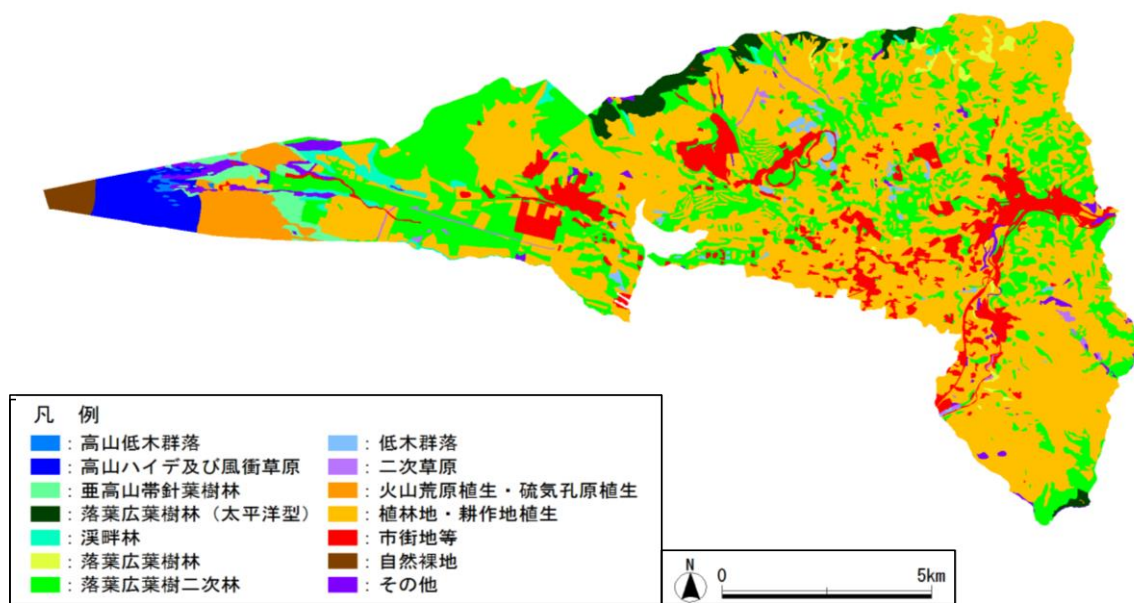 凡 例
：高山低木群落
：高山ハイデ及び風衝草原
：亜高山帯針葉樹林
：落葉広葉樹林（太平洋型）
：渓畔林
：落葉広葉樹林
：落葉広葉樹二次林
：低木群落
：二次草原
：火山荒原植生・硫気孔原植生
：植林地・耕作地植生
：市街地等
：自然裸地
：その他
N
0 5km